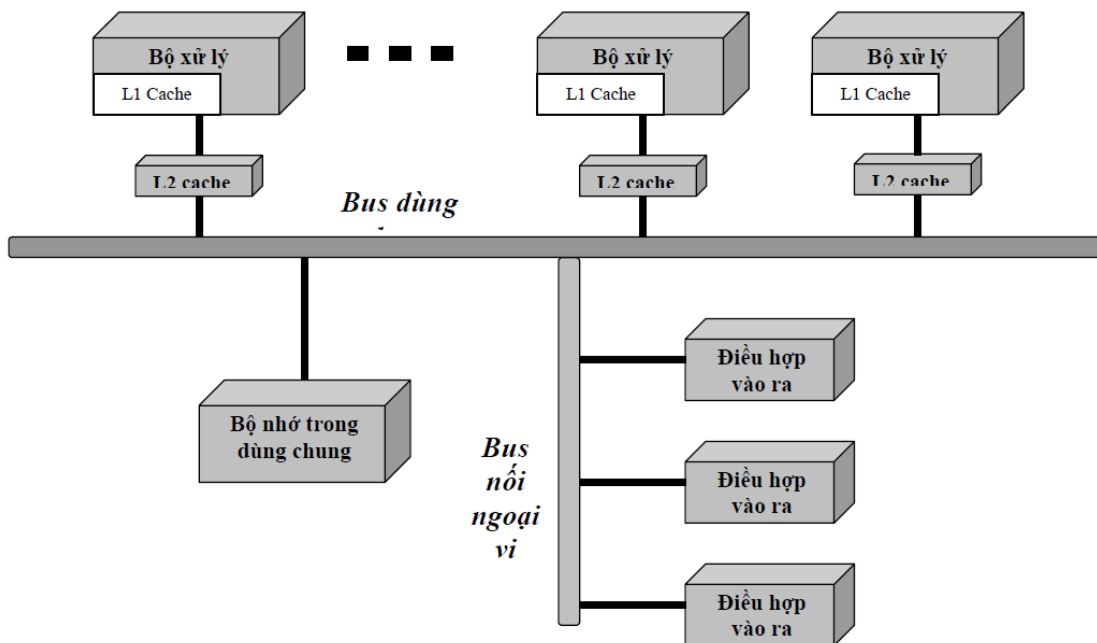 Bộ xử lý
L1 Cache
L2 cache
Bộ xử lý
L1 Cache
L2 cache
Bộ xử lý
L1 Cache
L2 cache
Bus dùng
Bộ nhớ trong
dùng chung
Bus
nối
ngoại
vi
Điều hợp
vào ra
Điều hợp
vào ra
Điều hợp
vào ra